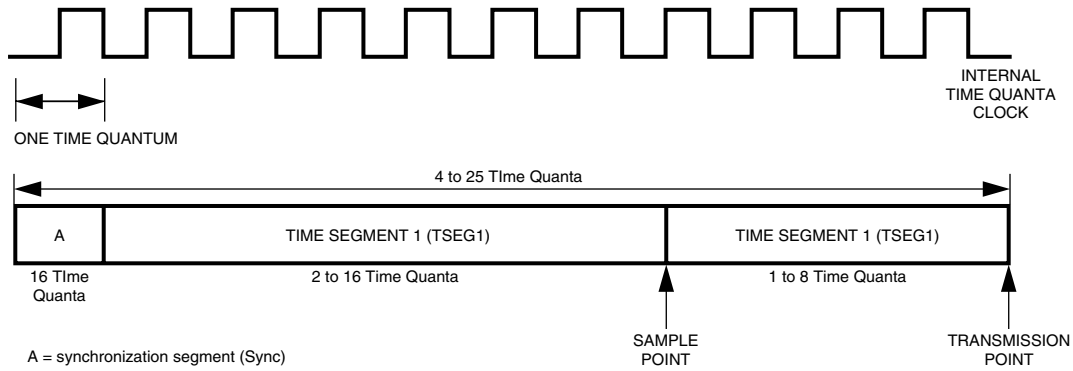 INTERNAL
TIME QUANTA
CLOCK
ONE TIME QUANTUM
4 to 25 TIme Quanta
A
TIME SEGMENT 1 (TSEG1)
TIME SEGMENT 1 (TSEG1)
16 TIme
Quanta
2 to 16 Time Quanta
1 to 8 Time Quanta
A = synchronization segment (Sync)
SAMPLE
POINT
TRANSMISSION
POINT